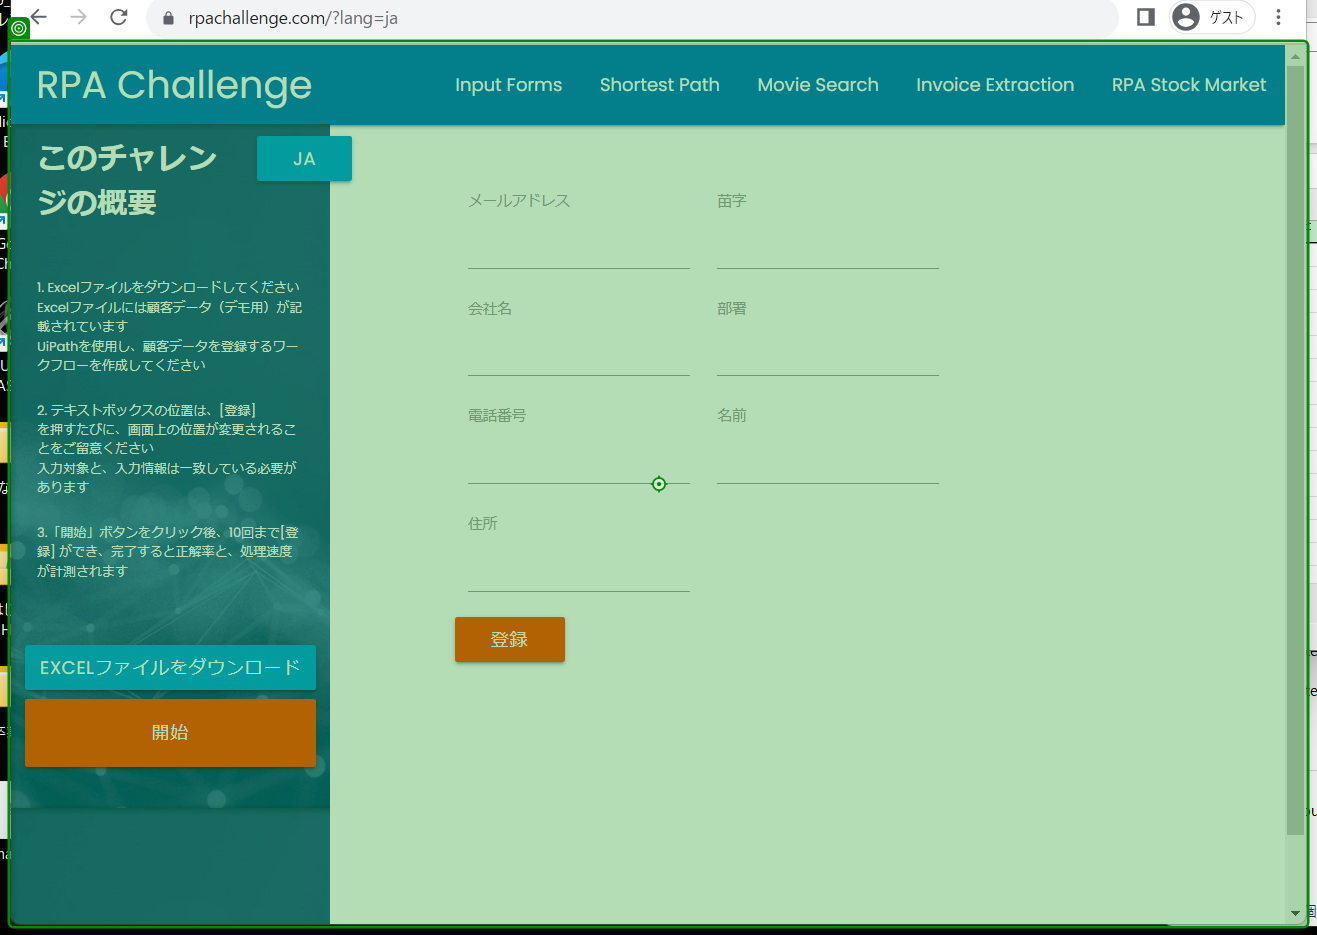 rpachallenge.com/?lang=ja
ゲスト
RPA Challenge
Input Forms
Shortest Path
Movie Search
Invoice Extraction
RPA Stock Market
このチャレン
ジの概要
JA
1. Excelファイルをダウンロードしてください
Excelファイルには顧客データ（デモ用）が記
載されています
UiPathを使用し、顧客データを登録するワー
クフローを作成してください
2. テキストボックスの位置は、[登録]
を押すたびに、画面上の位置が変更されるこ
とをご留意ください
入力対象と、入力情報は一致している必要が
あります
3.「開始」ボタンをクリック後、10回まで[登
録] ができ、完了すると正解率と、処理速度
が計測されます
EXCELファイルをダウンロード
開始
メールアドレス
苗字
会社名
部署
電話番号
名前
住所
登録